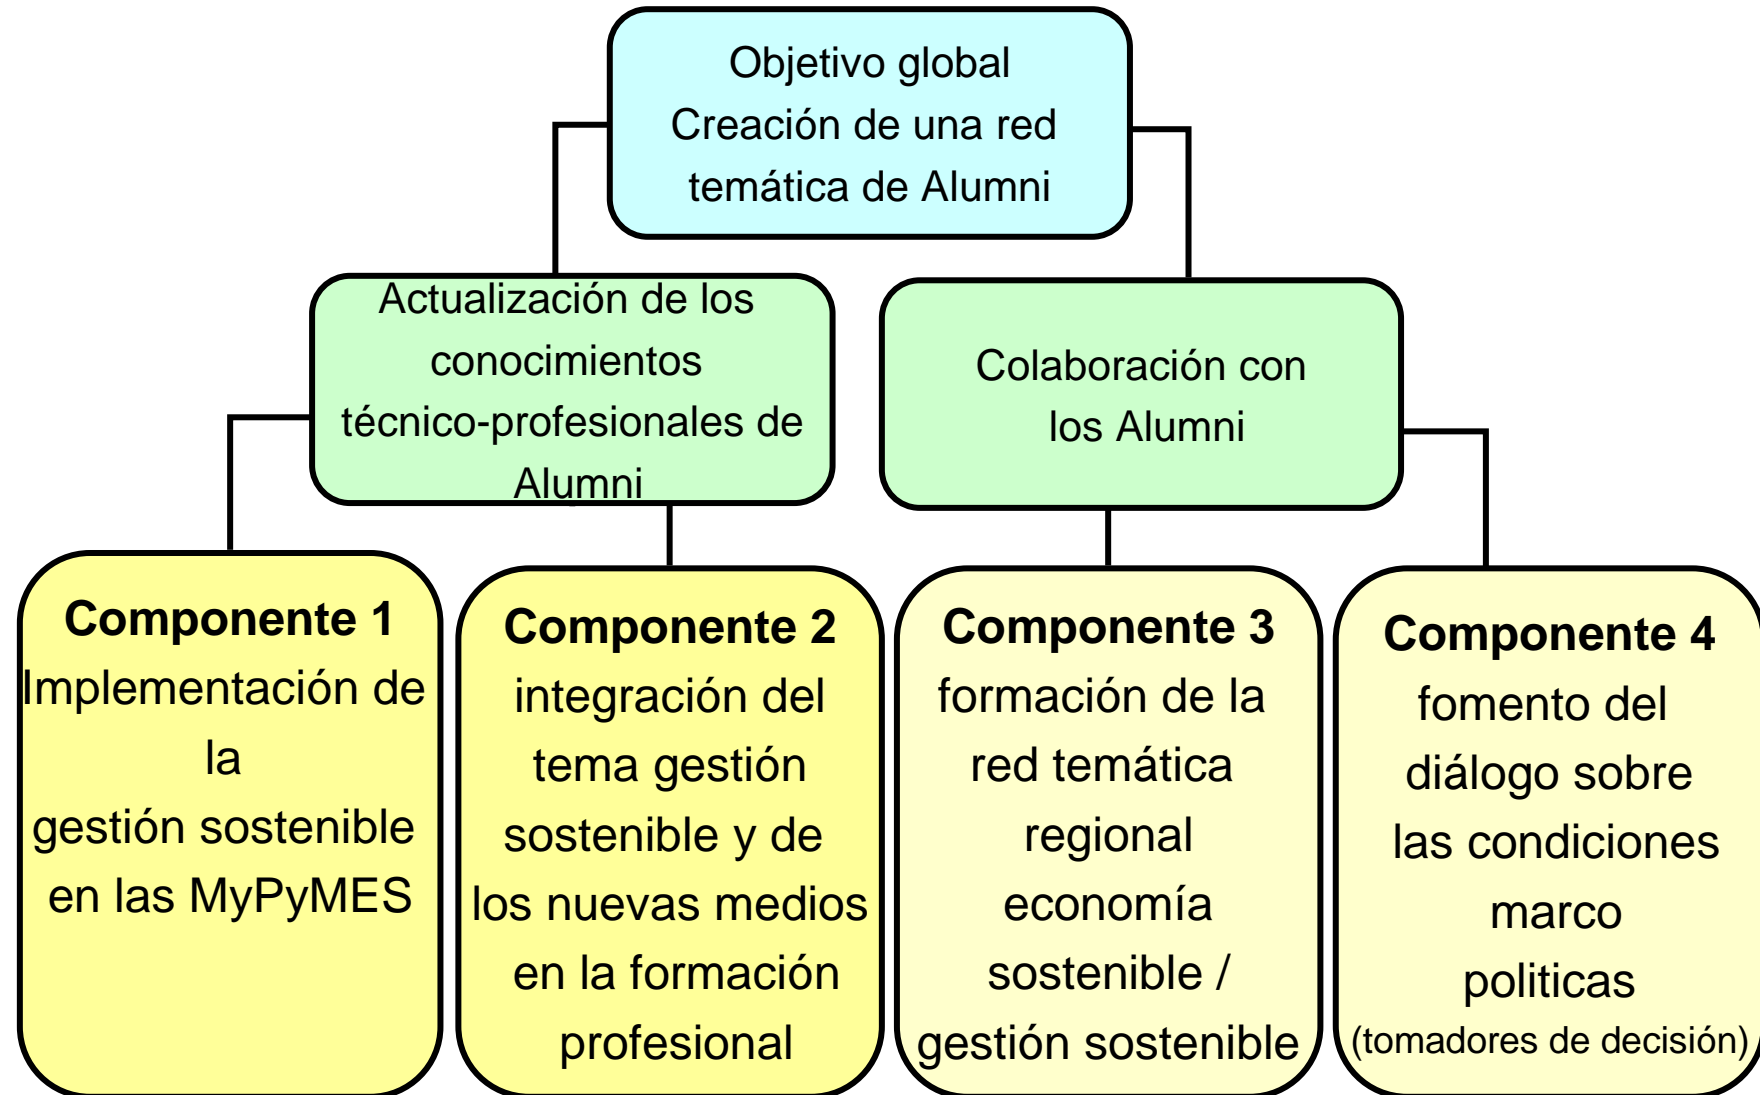 Objetivo global
Creación de una red
temática de Alumni
Actualización de los
conocimientos
técnico-profesionales de
Alumni
Colaboración con
los Alumni
Componente 1
Implementación de
la
gestión sostenible
en las MyPyMES
Componente 2
integración del
tema gestión
sostenible y de
los nuevas medios
en la formación
profesional
Componente 3
formación de la
red temática
regional
economía
sostenible /
gestión sostenible
Componente 4
fomento del
diálogo sobre
las condiciones
marco
politicas
(tomadores de decisión)